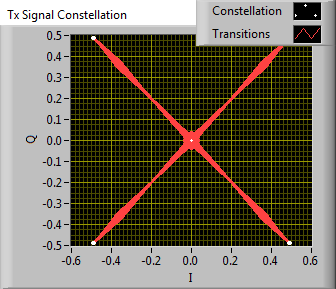 Tx Signal Constellation
Constellation
Transitions
0.5
0.4
0.3
0.2
0.1
0.0
-0.1
-0.2
-0.3
-0.4
-0.5
Q
-0.6 -0.4 -0.2 0.0 0.2 0.4 0.6
I